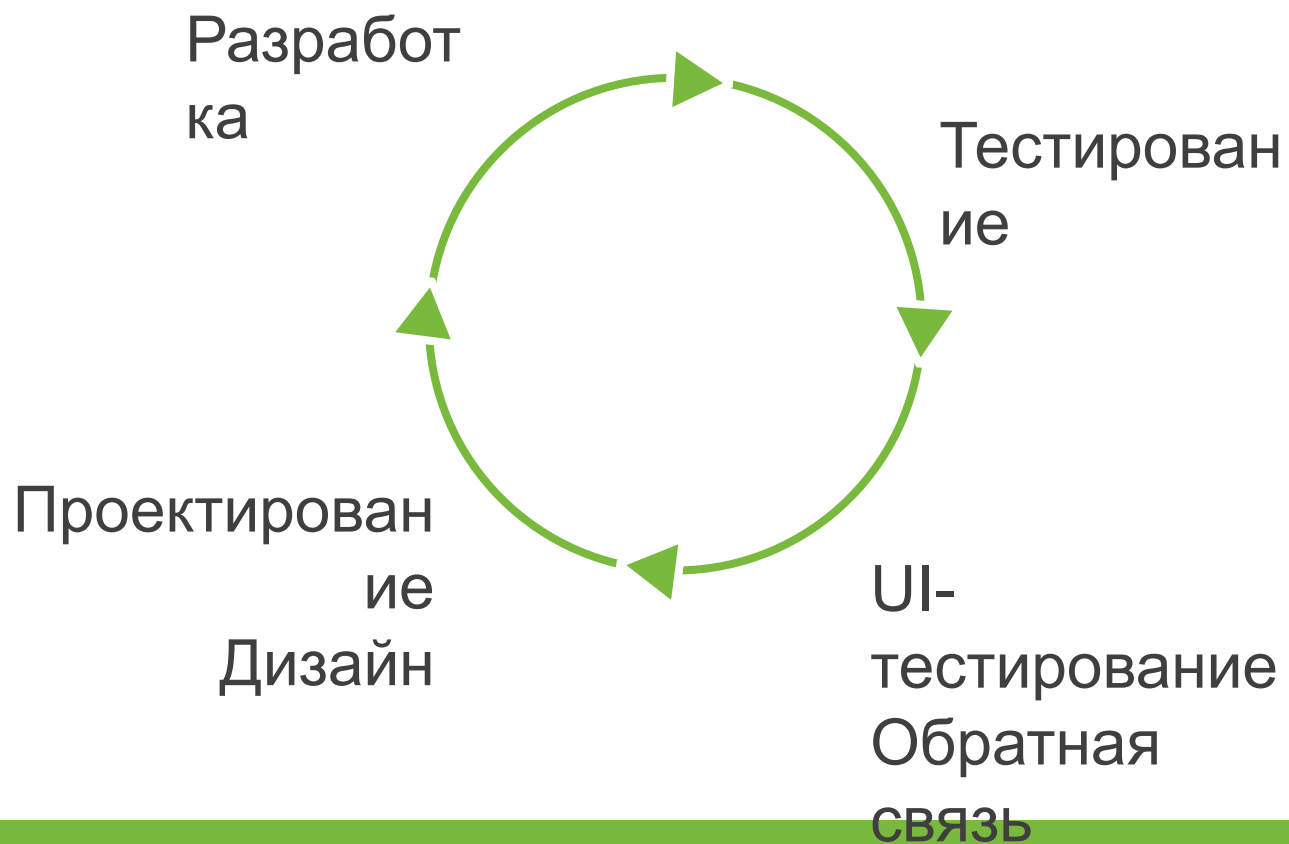 Разработ
ка
Тестирован
ие
Проектирован
ие
Дизайн
UI-
тестирование
Обратная
связь